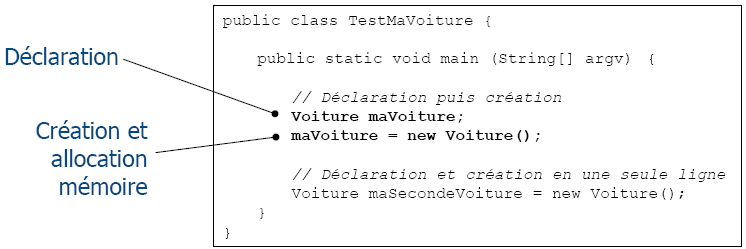 Déclaration
Création et
allocation
mémoire
public class TestMaVoiture {
public static void main (String[] argv) {
// Déclaration puis création
Voiture maVoiture;
maVoiture = new Voiture();
// Déclaration et création en une seule ligne
Voiture maSecondeVoiture = new Voiture();
}
}